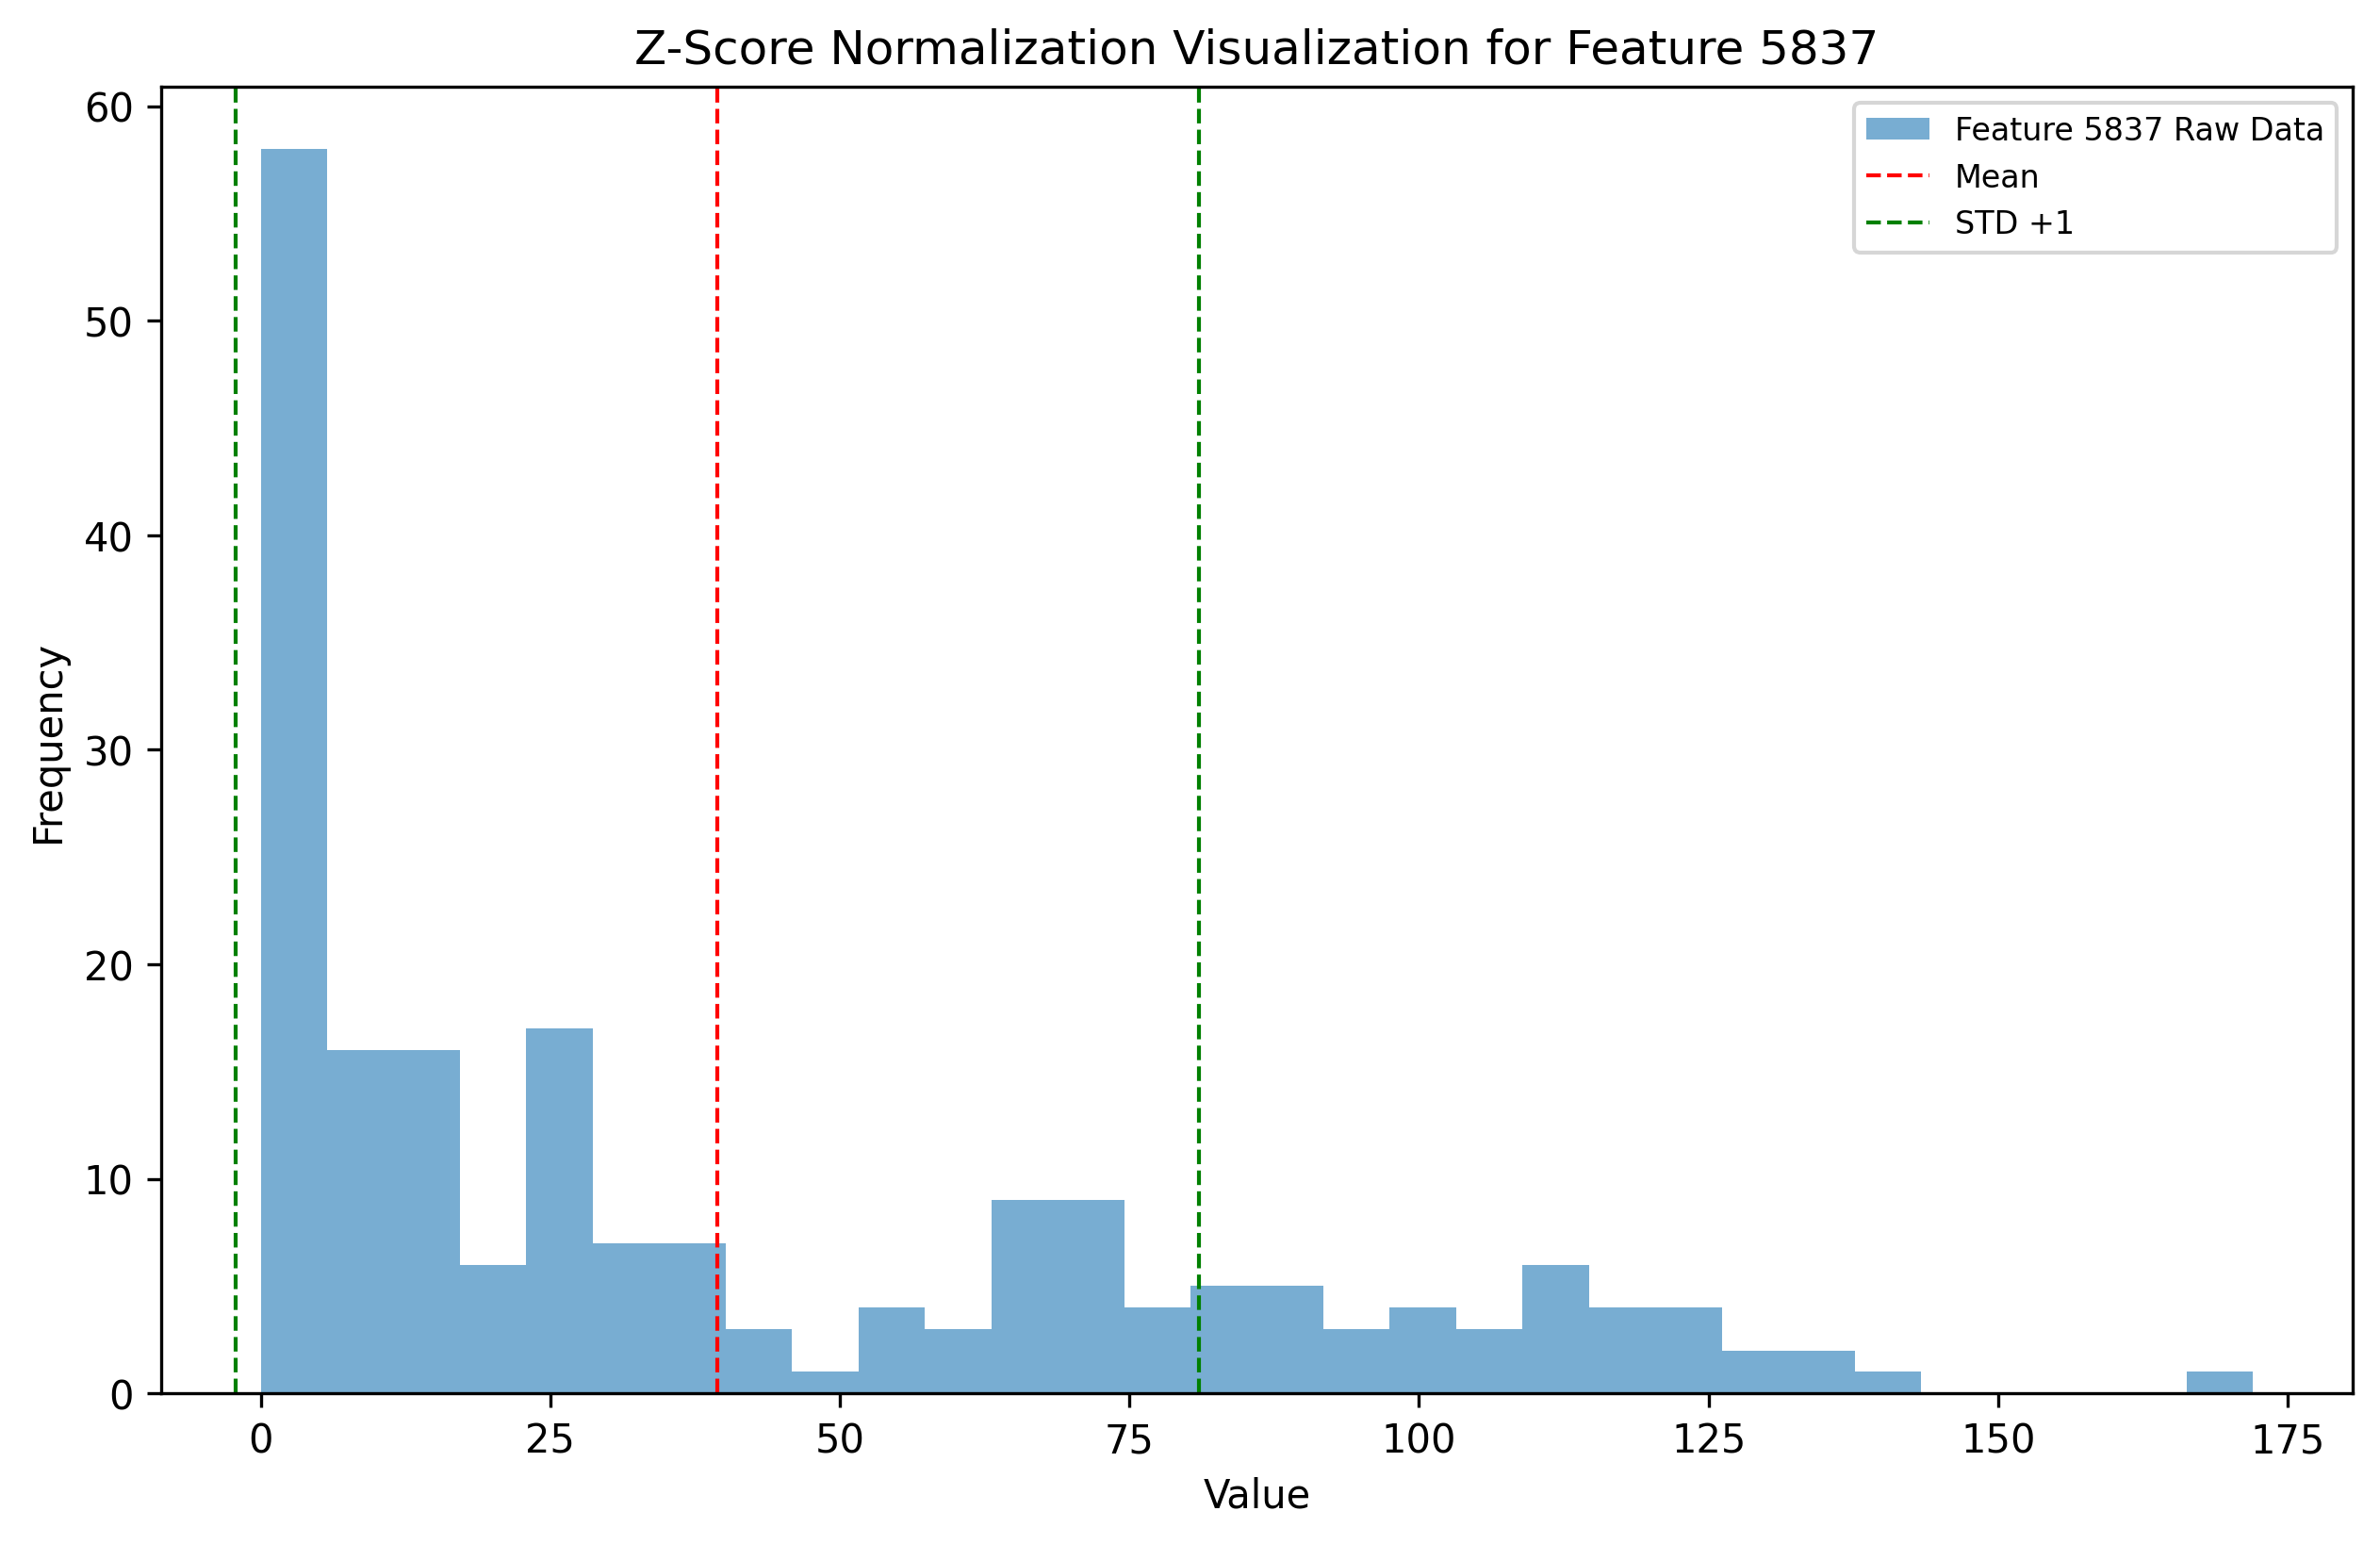 Z-Score Normalization Visualization for Feature 5837
Feature 5837 Raw Data
Mean
STD +1
60
50
40
30
20
10
0
Frequency
0 25 50 75 100 125 150 175
Value